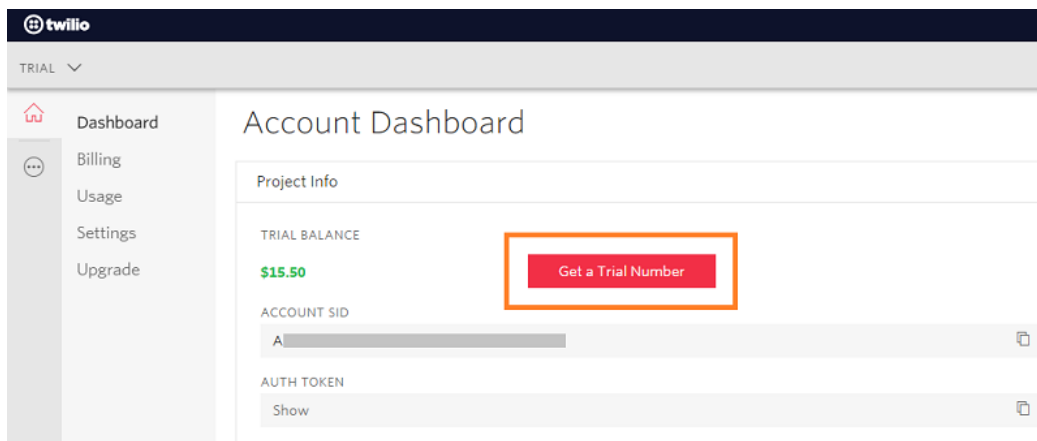 twilio
TRIAL
Dashboard
Billing
Usage
Settings
Upgrade
Account Dashboard
Project Info
TRIAL BALANCE
$15.50
Get a Trial Number
ACCOUNT SID
A
AUTH TOKEN
Show